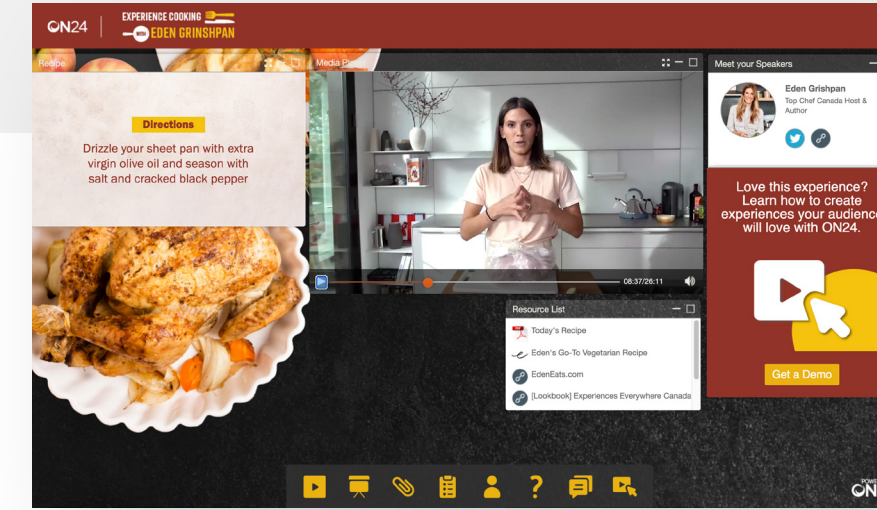 ON24
EXPERIENCE COOKING
WITH EDEN GRINSHPAN
Recipe
Directions
Drizzle your sheet pan with extra
virgin olive oil and season with
salt and cracked black pepper
Media
08:37/26:11
Meet your Speakers
Eden Grishpan
Top Chef Canada Host &
Author
Love this experience?
Learn how to create
experiences your audience
will love with ON24.
Get a Demo
Resource List
Today's Recipe
Eden's Go-To Vegetarian Recipe
EdenEats.com
[Lookbook] Experiences Everywhere Canada
?